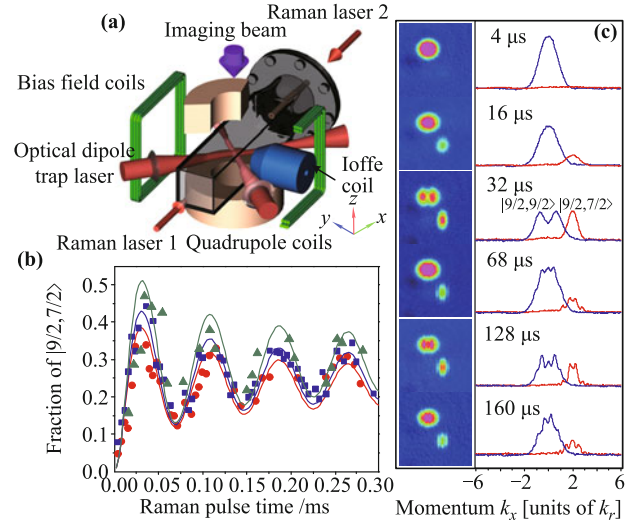 (a)
Raman laser 2
Imaging beam
Bias field coils
Optical dipole
trap laser
Ioffe
coil
z
y
x
Raman laser 1 Quadrupole coils
(b)
0.5
0.4
0.3
0.2
0.1
0.0
Fraction of |9/2,7/2⟩
0.00 0.05 0.10 0.15 0.20 0.25 0.30
Raman pulse time /ms
(c)
4 μs
16 μs
32 μs
|9/2,9/2⟩ |9/2,7/2⟩
68 μs
128 μs
160 μs
−6 −2 2 6
Momentum kx [units of kr]